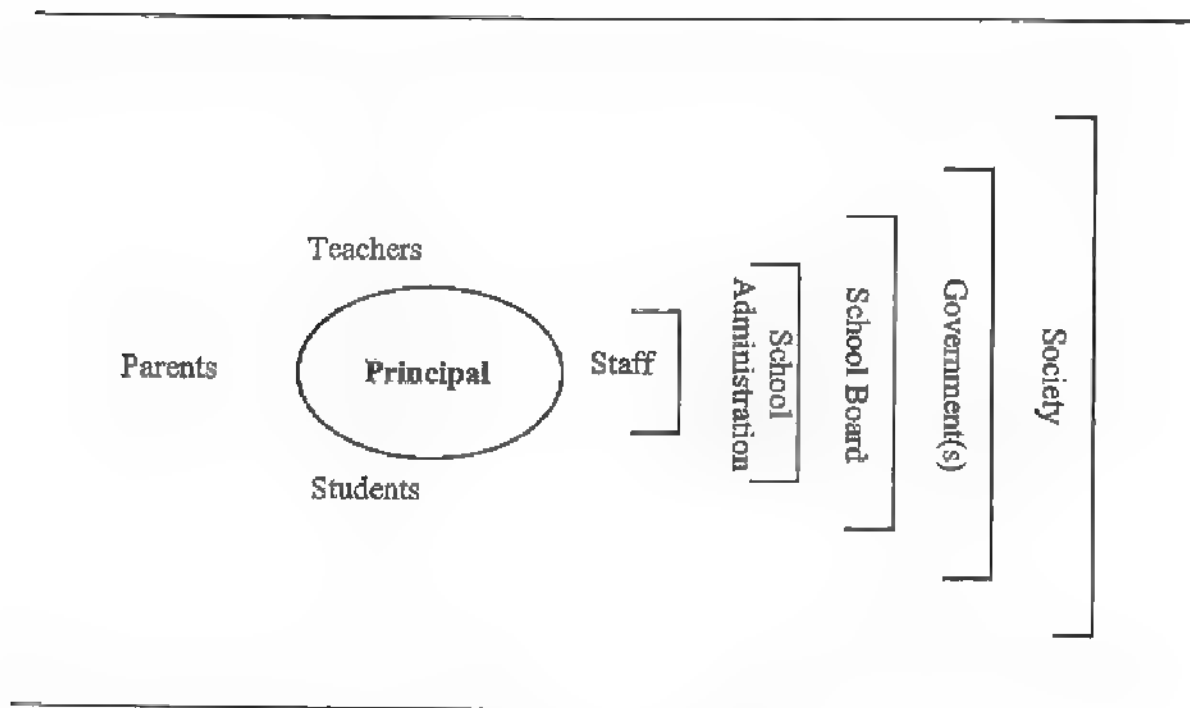 Teachers
Parents
Principal
Staff
Students
School
Administration
School Board
Government(s)
Society